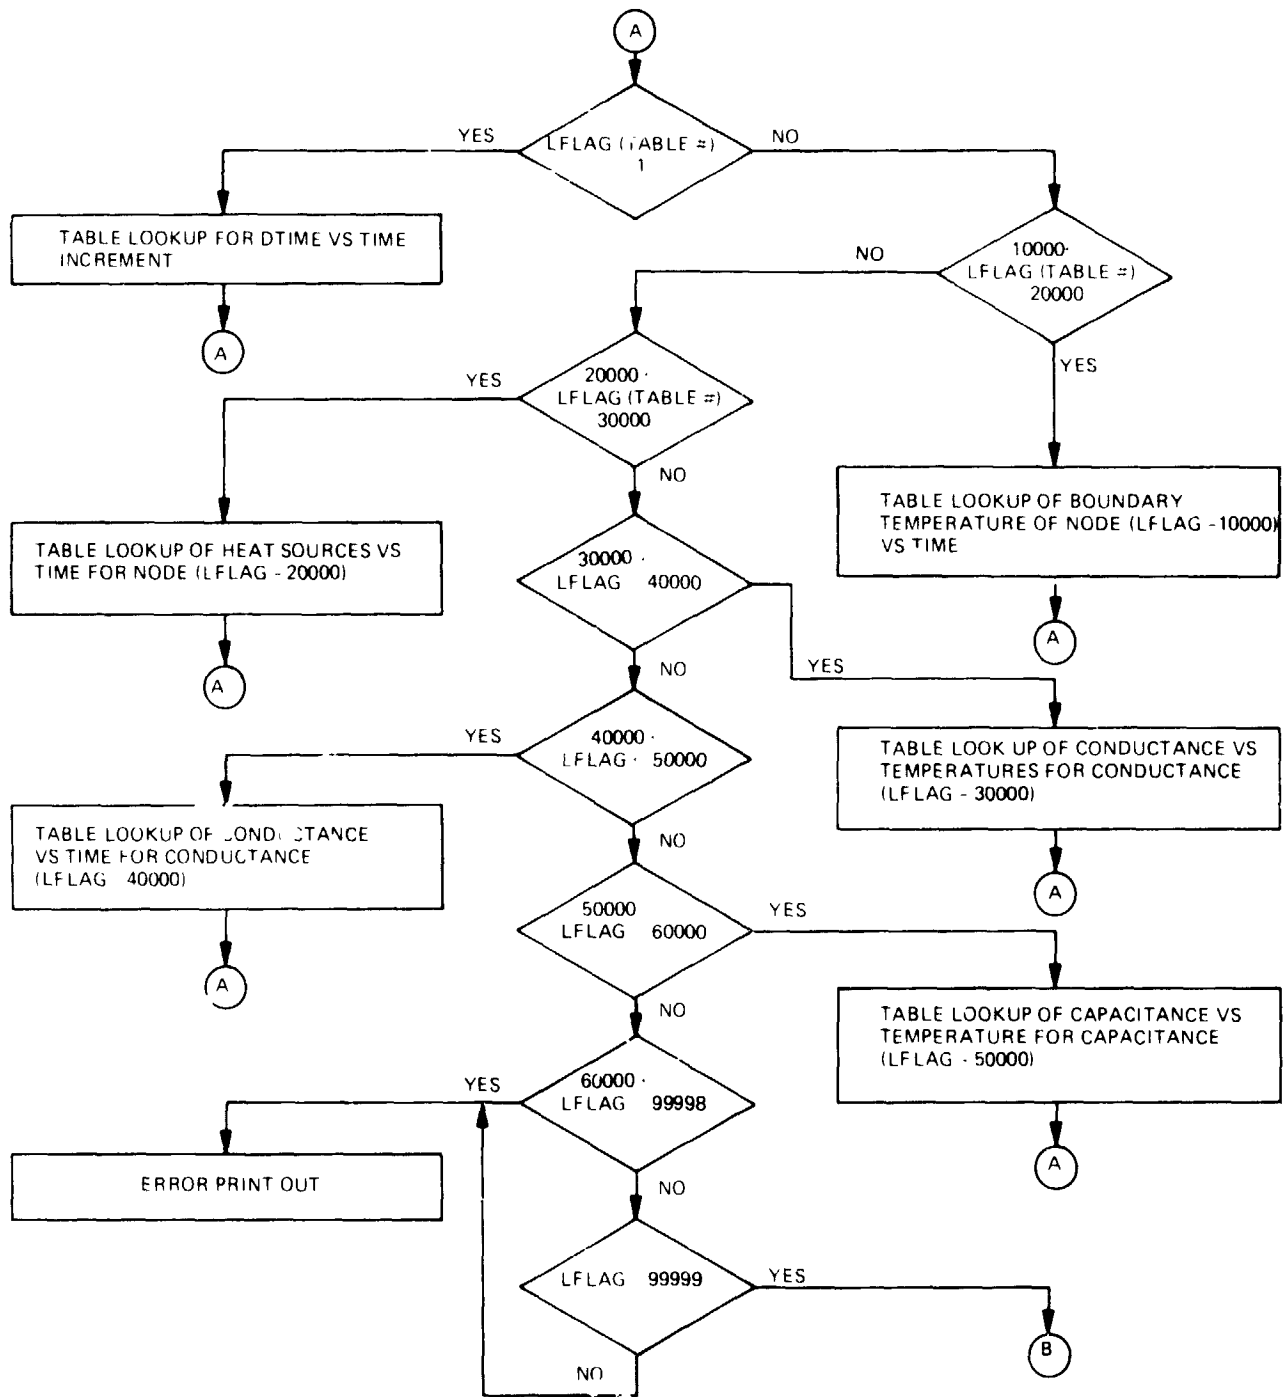 A
YES
LFLAG (TABLE #)
1
NO
TABLE LOOKUP FOR DTIME VS TIME
INCREMENT
A
NO
10000
LFLAG (TABLE #)
20000
YES
TABLE LOOKUP OF BOUNDARY
TEMPERATURE OF NODE (LFLAG - 10000)
VS TIME
A
YES
20000
LFLAG (TABLE #)
30000
NO
TABLE LOOKUP OF HEAT SOURCES VS
TIME FOR NODE (LFLAG - 20000)
A
30000
LFLAG 40000
YES
NO
TABLE LOOK UP OF CONDUCTANCE VS
TEMPERATURES FOR CONDUCTANCE
(LFLAG - 30000)
A
YES
40000
LFLAG 50000
NO
TABLE LOOKUP OF CONDUCTANCE
VS TIME FOR CONDUCTANCE
(LFLAG 40000)
A
50000
LFLAG 60000
YES
NO
TABLE LOOKUP OF CAPACITANCE VS
TEMPERATURE FOR CAPACITANCE
(LFLAG - 50000)
A
YES
60000
LFLAG 99998
NO
ERROR PRINT OUT
LFLAG 99999
YES
B
NO